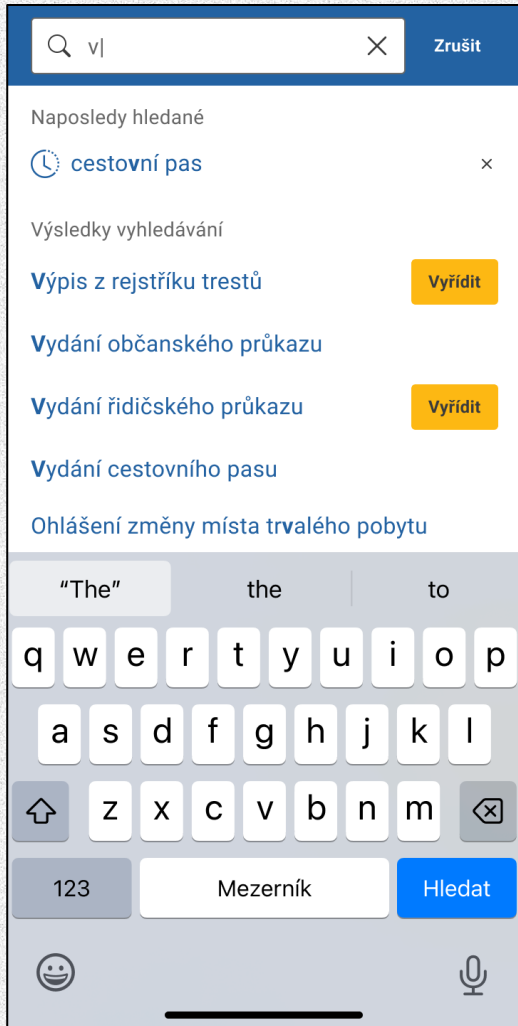 v
Zrušit
Naposledy hledané
cestovní pas
Výsledky vyhledávání
Výpis z rejstříku trestů
Vyřídit
Vydání občanského průkazu
Vydání řidičského průkazu
Vyřídit
Vydání cestovního pasu
Ohlášení změny místa trvalého pobytu
“The” the to
q w e r t y u i o p
a s d f g h j k l
z x c v b n m
123 Mezerník Hledat